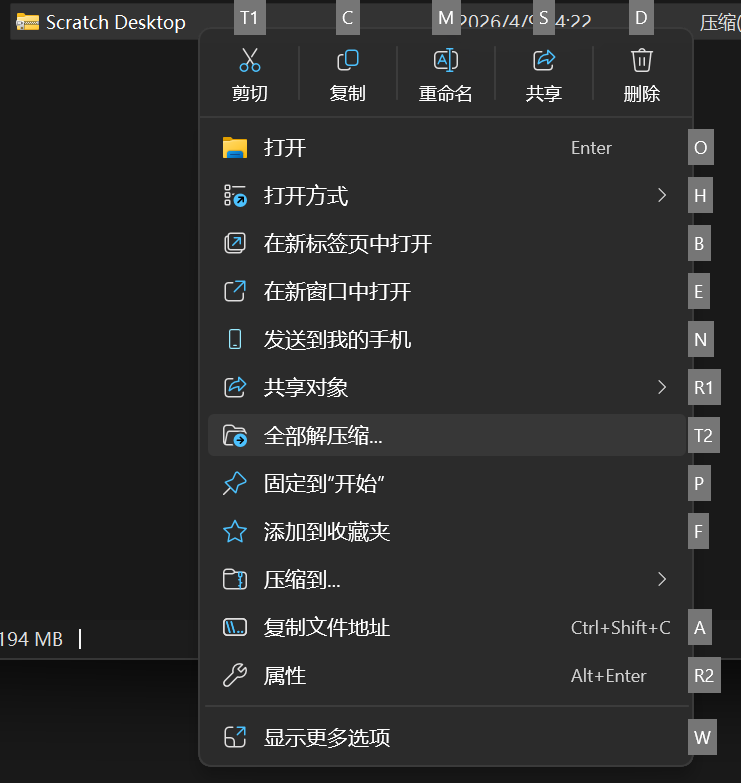 T1 C M S D
Scratch Desktop 2026/4/9 4:22 压缩(
剪切 复制 重命名 共享 删除
打开 Enter O
打开方式 H
在新标签页中打开 B
在新窗口中打开 E
发送到我的手机 N
共享对象 R1
全部解压缩... T2
固定到“开始” P
添加到收藏夹 F
压缩到...
复制文件地址 Ctrl+Shift+C A
194 MB
属性 Alt+Enter R2
显示更多选项 W